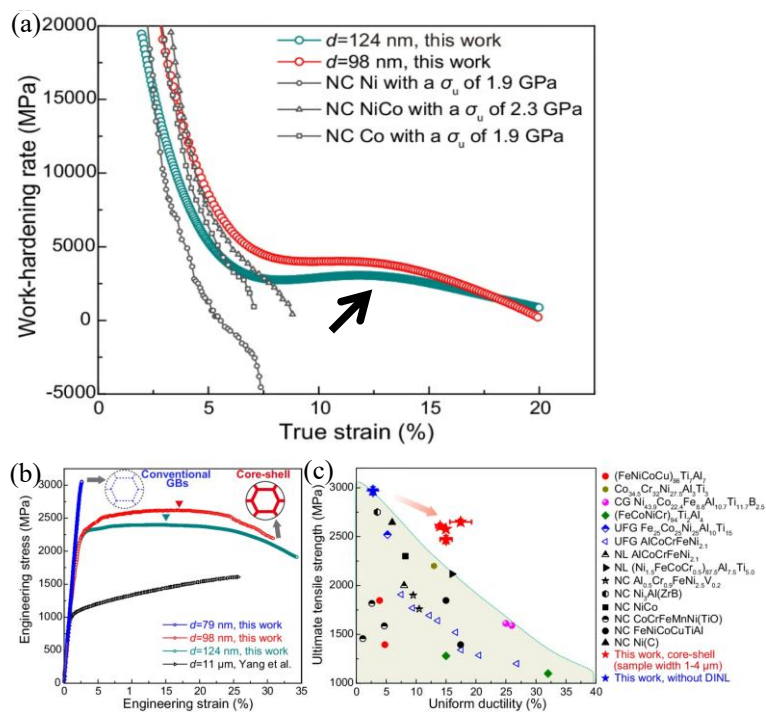 (a)
20000
15000
10000
5000
0
-5000
Work-hardening rate (MPa)
d=124 nm, this work
d=98 nm, this work
NC Ni with a σu of 1.9 GPa
NC NiCo with a σu of 2.3 GPa
NC Co with a σu of 1.9 GPa
0 5 10 15 20
True strain (%)
(b)
3500
3000
2500
2000
1500
1000
500
0
Engineering stress (MPa)
Conventional
GBs
Core-shell
d=79 nm, this work
d=98 nm, this work
d=124 nm, this work
d=11 μm, Yang et al.
0 5 10 15 20 25 30 35
Engineering strain (%)
(c)
3000
2500
2000
1500
1000
Ultimate tensile strength (MPa)
0 5 10 15 20 25 30 35 40
Uniform ductility (%)
(FeNiCoCu)86Ti7Al7
Co34.5Cr32Ni27.5Al3Ti3
CG Ni43.9Co22.4Fe8.8Al10.7Ti11.7B2.5
(FeCoNiCr)94Ti2Al4
UFG Fe25Co25Ni25Al10Ti15
UFG AlCoCrFeNi2.1
NL AlCoCrFeNi2.1
NL (Ni1.5FeCoCr0.5)87.5Al7.5Ti5.0
NC Al0.5Cr0.9FeNi2.5V0.2
NC Ni3Al(ZrB)
NC NiCo
NC CoCrFeMnNi(TiO)
NC FeNiCoCuTiAl
NC Ni(C)
This work, core-shell
(sample width 1-4 μm)
This work, without DINL